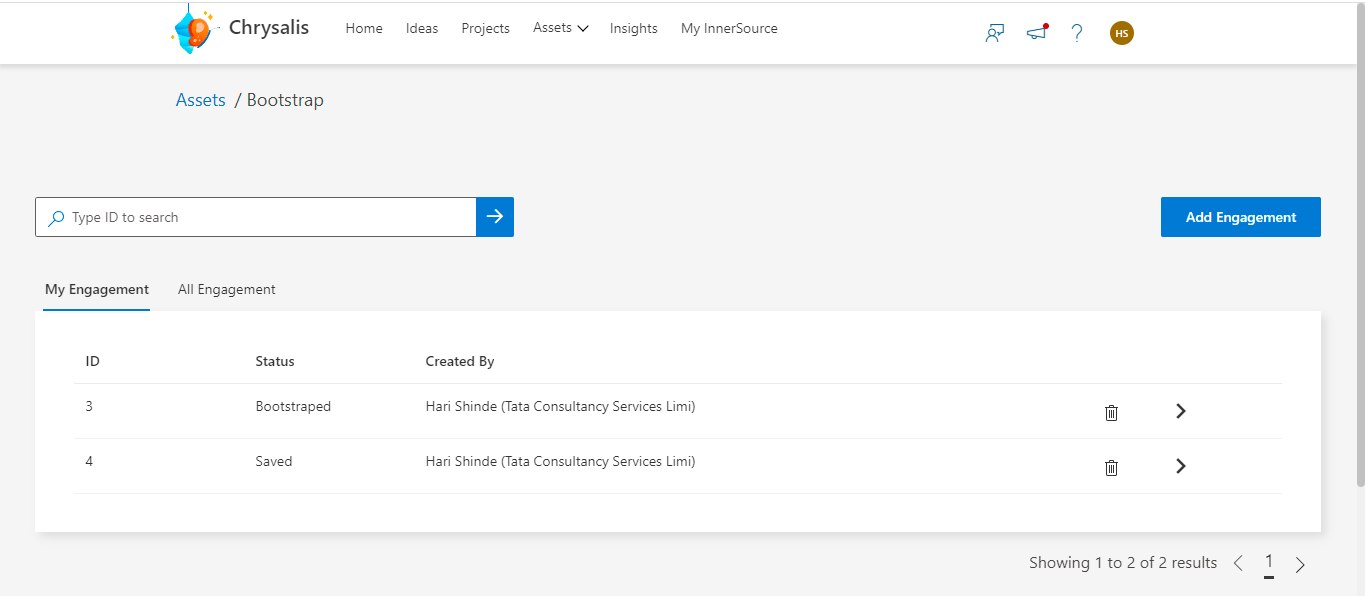 Chrysalis Home Ideas Projects Assets Insights My InnerSource HS
Assets / Bootstrap
Type ID to search Add Engagement
My Engagement All Engagement
ID Status Created By
3 Bootstraped Hari Shinde (Tata Consultancy Services Limi)
4 Saved Hari Shinde (Tata Consultancy Services Limi)
Showing 1 to 2 of 2 results 1